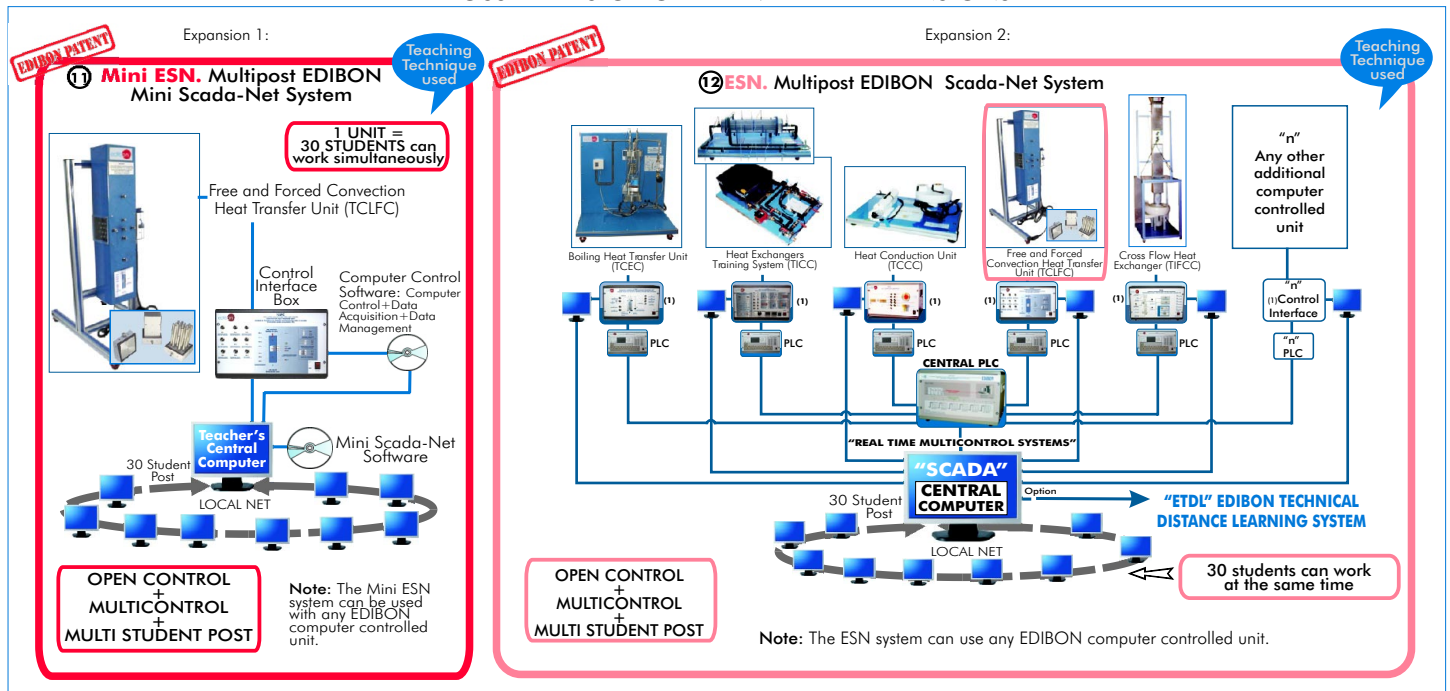 Expansion 1:
EDIBON PATENT
Teaching
Technique
used
11 Mini ESN. Multipost EDIBON
Mini Scada-Net System
1 UNIT =
30 STUDENTS can
work simultaneously
Free and Forced Convection
Heat Transfer Unit (TCLFC)
Control
Interface
Box
Computer Control
Software: Computer
Control+Data
Acquisition+Data
Management
Teacher's
Central
Computer
Mini Scada-Net
Software
30 Student
Post
LOCAL NET
OPEN CONTROL
+
MULTICONTROL
+
MULTI STUDENT POST
Note: The Mini ESN
system can be used
with any EDIBON
computer controlled
unit.
Expansion 2:
EDIBON PATENT
Teaching
Technique
used
12 ESN. Multipost EDIBON Scada-Net System
Boiling Heat Transfer Unit
(TCEC)
Heat Exchangers
Training System (TICC)
Heat Conduction Unit
(TCCC)
Free and Forced
Convection Heat Transfer
Unit (TCLFC)
Cross Flow Heat
Exchanger (TIFCC)
"n"
Any other
additional
computer
controlled
unit
(1)
(1)
(1)
(1)
(1)
"n"
(1)Control
Interface
PLC
PLC
PLC
PLC
PLC
"n"
PLC
CENTRAL PLC
"REAL TIME MULTICONTROL SYSTEMS"
"SCADA"
CENTRAL
COMPUTER
Option
"ETDL" EDIBON TECHNICAL
DISTANCE LEARNING SYSTEM
30 Student
Post
LOCAL NET
30 students can work
at the same time
OPEN CONTROL
+
MULTICONTROL
+
MULTI STUDENT POST
Note: The ESN system can use any EDIBON computer controlled unit.